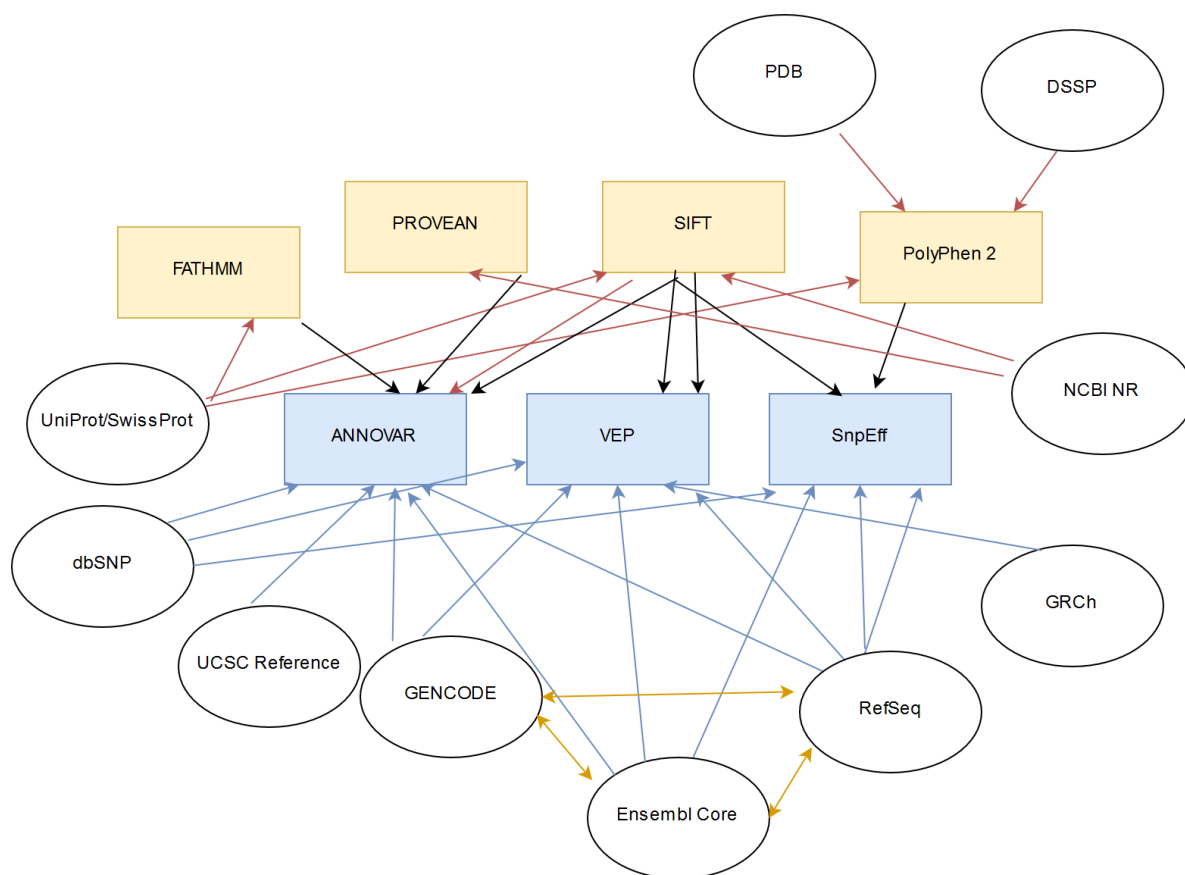 PDB
DSSP
PROVEAN
SIFT
PolyPhen 2
FATHMM
UniProt/SwissProt
NCBI NR
ANNOVAR
VEP
SnpEff
dbSNP
GRCh
UCSC Reference
GENCODE
RefSeq
Ensembl Core